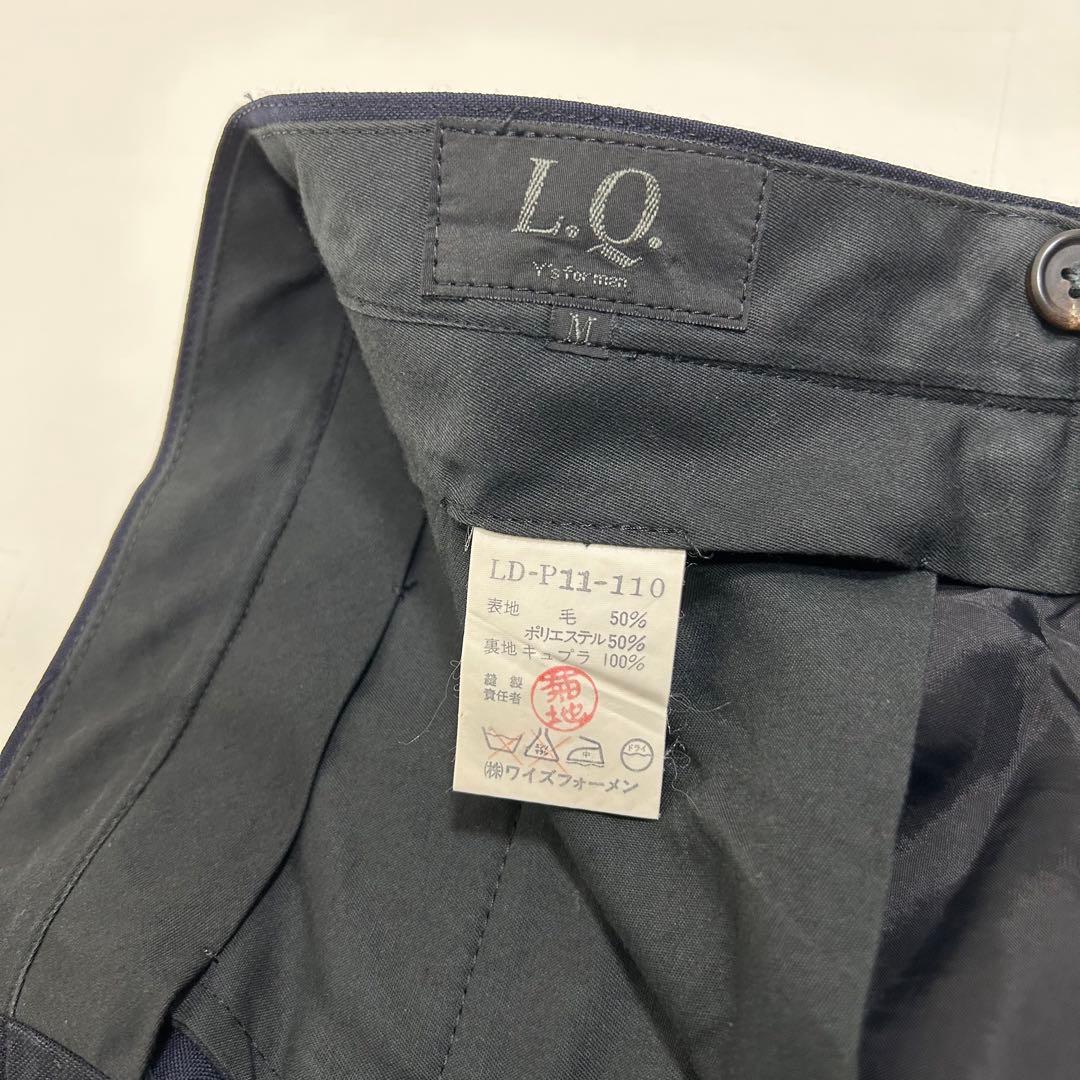 L.Q.
Y's for men
M
LD-P11-110
表地 毛 50%
ポリエステル50%
裏地 キュプラ 100%
縫製
責任者
菊地
中
ドライ
㈱ワイズフォーメン